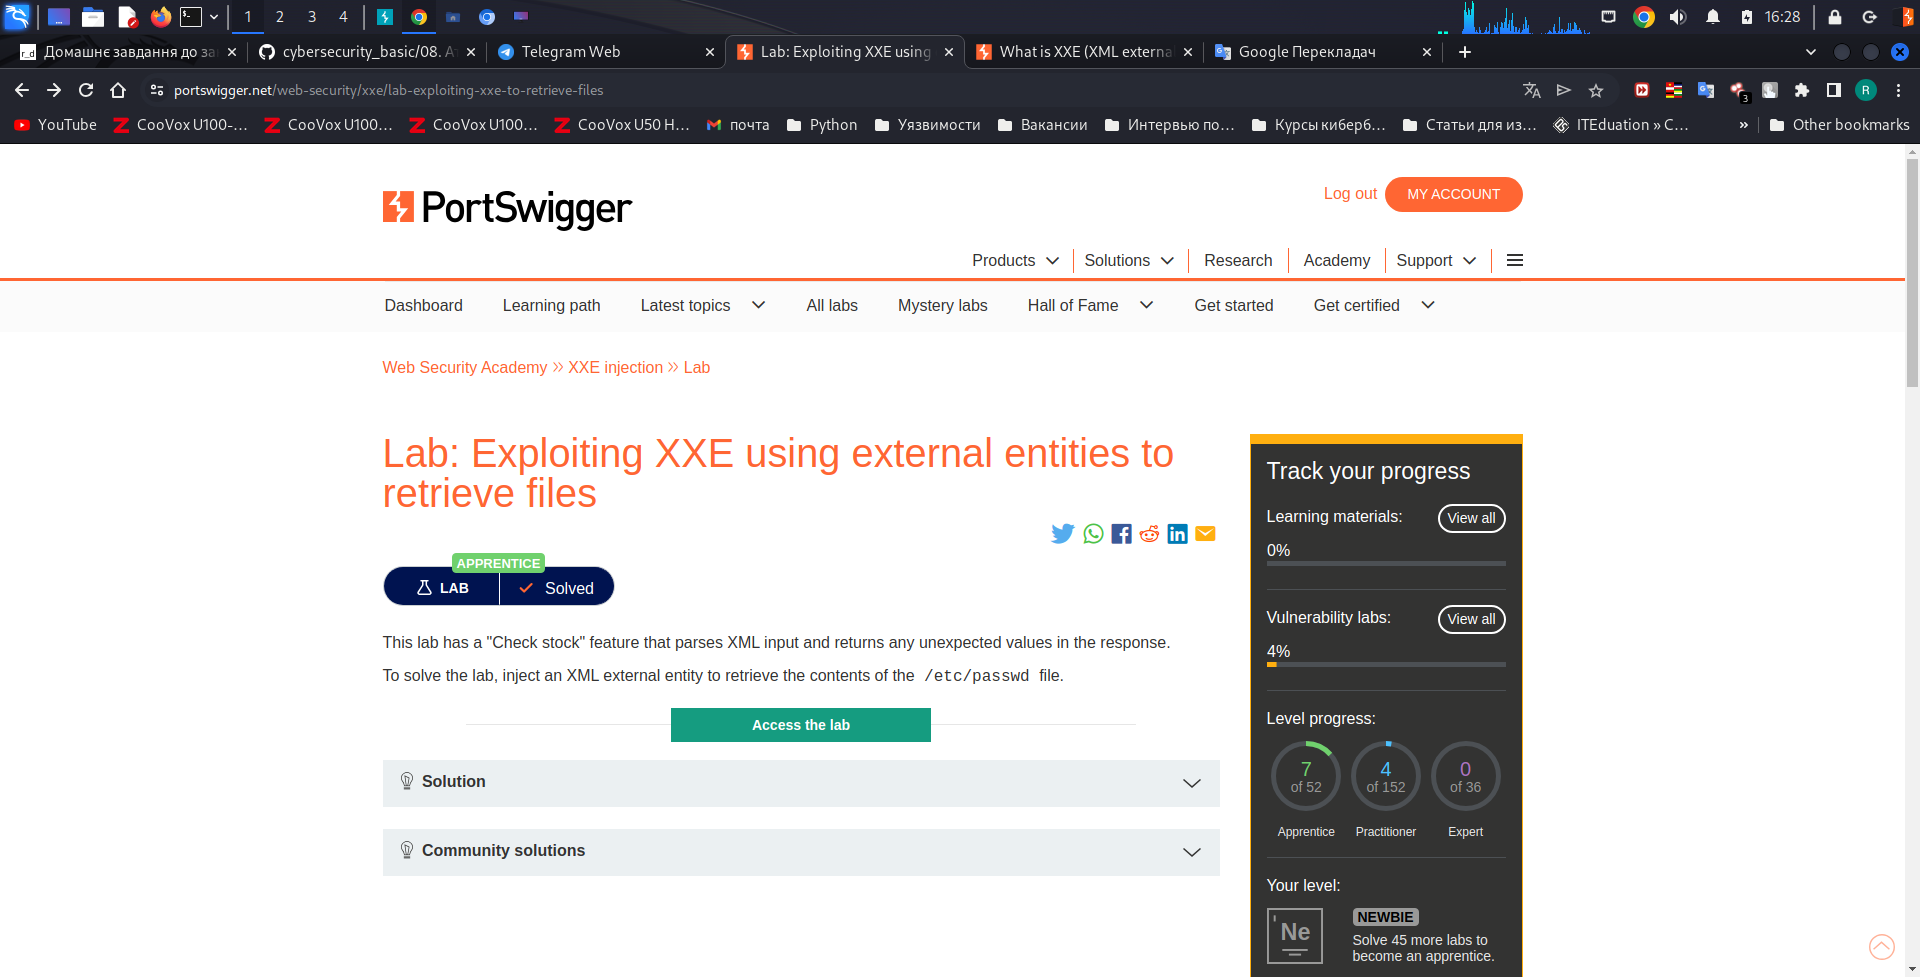 1 2 3 4 16:28
r_d Домашнє завдання до за
cybersecurity_basic/08. А
Telegram Web
Lab: Exploiting XXE using
What is XXE (XML externa
Google Перекладач
portswigger.net/web-security/xxe/lab-exploiting-xxe-to-retrieve-files
3
R
YouTube CooVox U100-... CooVox U100... CooVox U100... CooVox U50 H... почта Python Уязвимости Вакансии Интервью по... Курсы киберб... Статьи для из... ITEduation » C... » Other bookmarks
PortSwigger
Log out MY ACCOUNT
Products Solutions Research Academy Support
Dashboard Learning path Latest topics All labs Mystery labs Hall of Fame Get started Get certified
Web Security Academy » XXE injection » Lab
Lab: Exploiting XXE using external entities to
retrieve files
APPRENTICE
LAB Solved
This lab has a "Check stock" feature that parses XML input and returns any unexpected values in the response.
To solve the lab, inject an XML external entity to retrieve the contents of the /etc/passwd file.
Access the lab
Solution
Community solutions
Track your progress
Learning materials: View all
0%
Vulnerability labs: View all
4%
Level progress:
7 4 0
of 52 of 152 of 36
Apprentice Practitioner Expert
Your level:
Ne
NEWBIE
Solve 45 more labs to
become an apprentice.